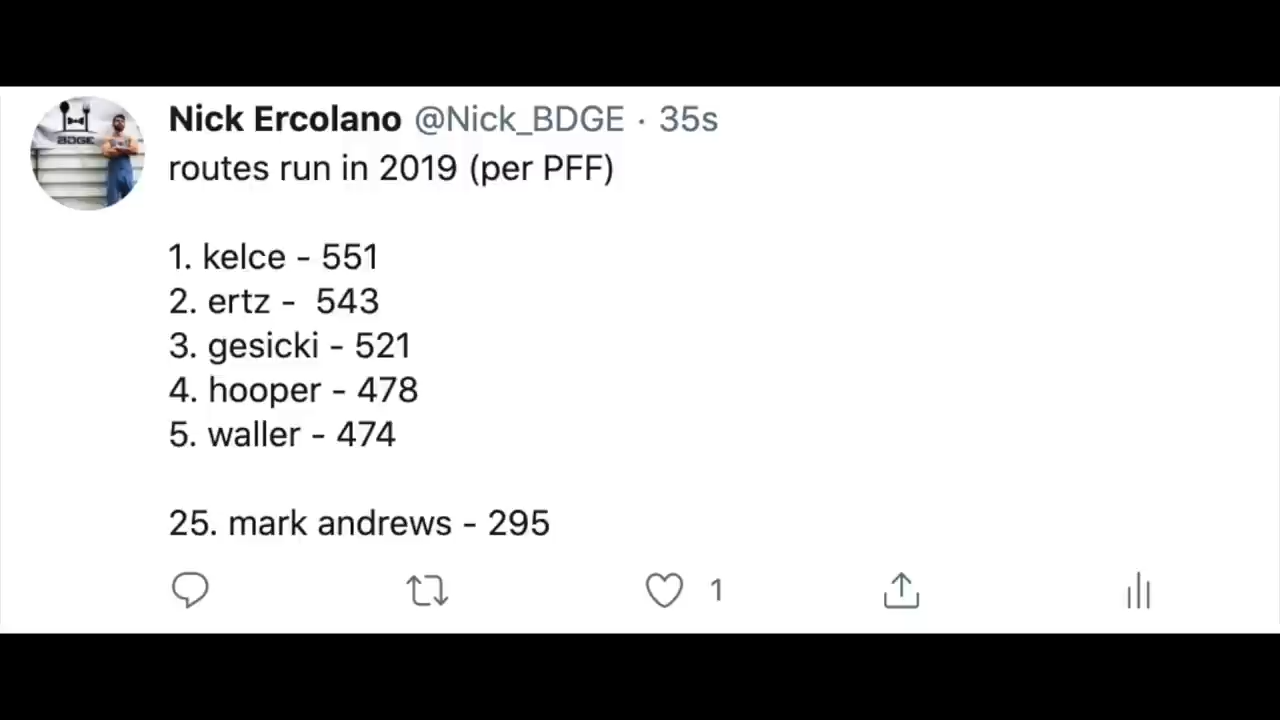 BDGE
Nick Ercolano @Nick_BDGE · 35s
routes run in 2019 (per PFF)
1. kelce - 551
2. ertz - 543
3. gesicki - 521
4. hooper - 478
5. waller - 474
25. mark andrews - 295
1